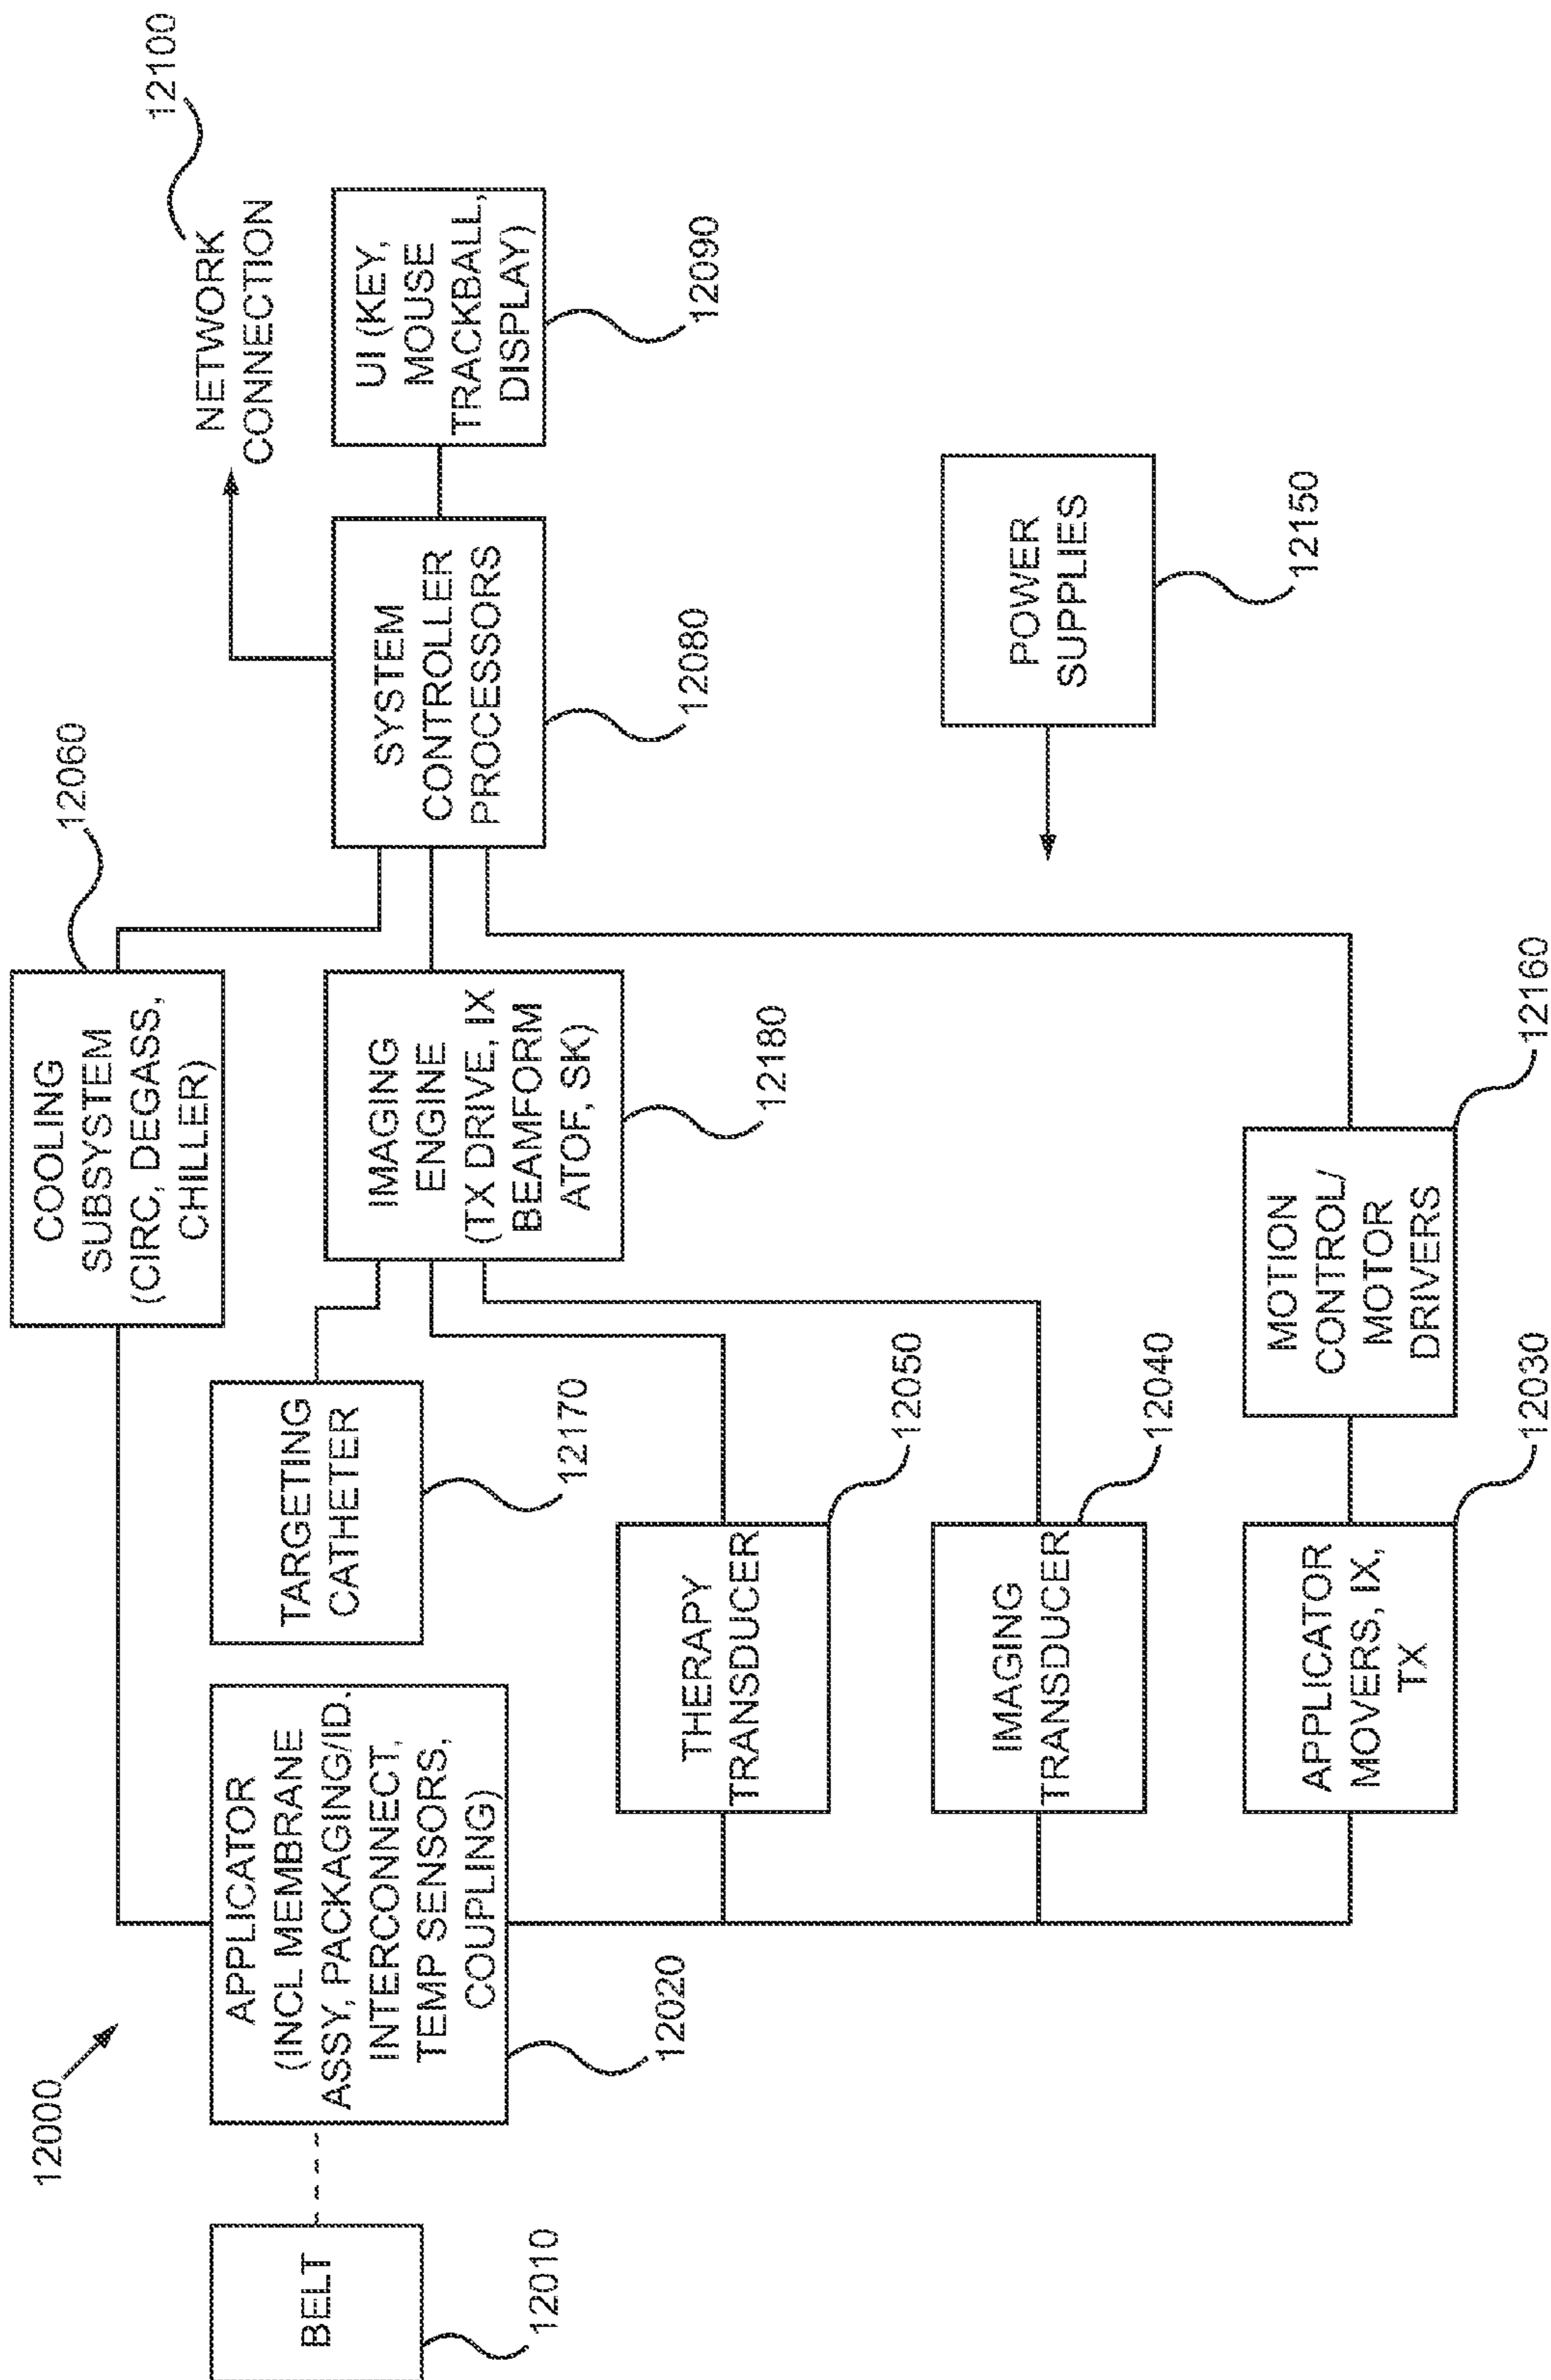 12000
BELT
12010
APPLICATOR
(INCL MEMBRANE
ASSY, PACKAGING/ID,
INTERCONNECT,
TEMP SENSORS,
COUPLING)
12020
COOLING
SUBSYSTEM
(CIRC, DEGASS,
CHILLER)
12060
TARGETING
CATHETER
12170
THERAPY
TRANSDUCER
12050
IMAGING
TRANSDUCER
12040
APPLICATOR
MOVERS, IX,
TX
12030
IMAGING
ENGINE
(TX DRIVE, IX
BEAMFORM
ATOF, SK)
12180
MOTION
CONTROL/
MOTOR
DRIVERS
12160
SYSTEM
CONTROLLER
PROCESSORS
12080
NETWORK
CONNECTION
12100
UI (KEY,
MOUSE
TRACKBALL,
DISPLAY)
12090
POWER
SUPPLIES
12150